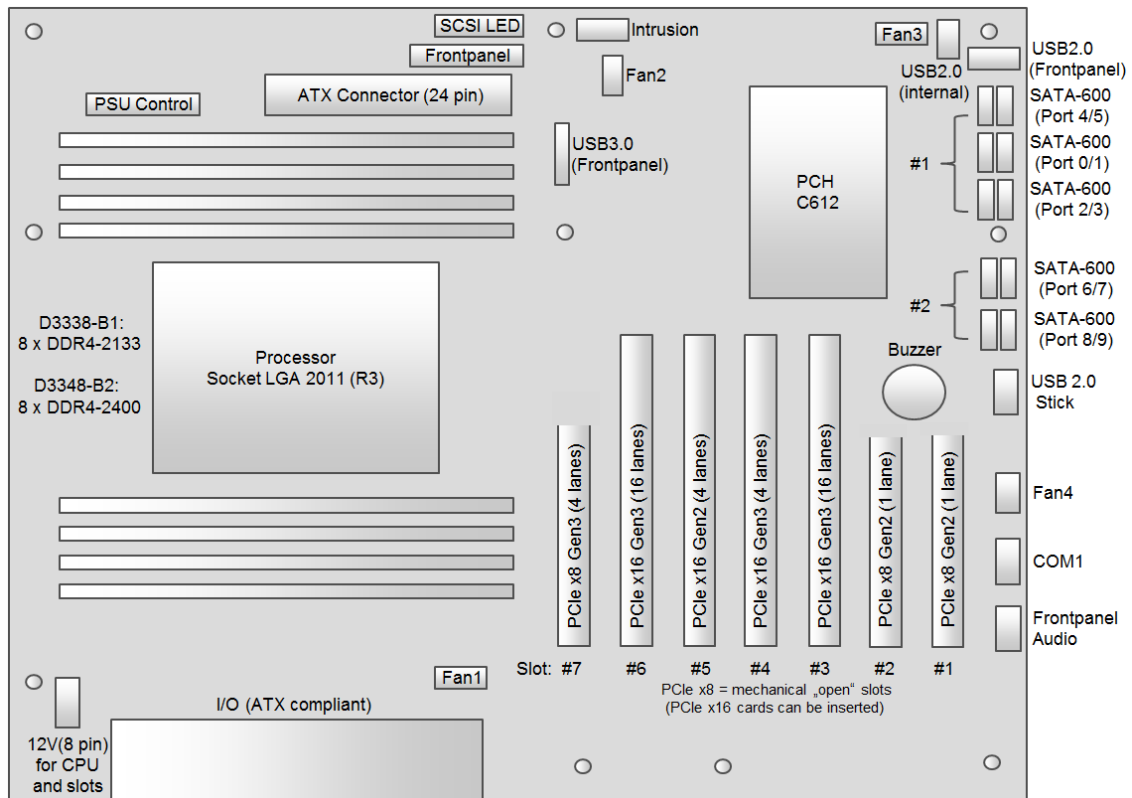 SCSI LED
Intrusion
Fan3
Frontpanel
Fan2
USB2.0
(internal)
USB2.0
(Frontpanel)
PSU Control
ATX Connector (24 pin)
USB3.0
(Frontpanel)
PCH
C612
#1
SATA-600
(Port 4/5)
SATA-600
(Port 0/1)
SATA-600
(Port 2/3)
#2
SATA-600
(Port 6/7)
SATA-600
(Port 8/9)
D3338-B1:
8 x DDR4-2133
D3348-B2:
8 x DDR4-2400
Processor
Socket LGA 2011 (R3)
Buzzer
USB 2.0
Stick
PCIe x8 Gen3 (4 lanes)
PCIe x16 Gen3 (16 lanes)
PCIe x16 Gen2 (4 lanes)
PCIe x16 Gen3 (4 lanes)
PCIe x16 Gen3 (16 lanes)
PCIe x8 Gen2 (1 lane)
PCIe x8 Gen2 (1 lane)
Fan4
COM1
Frontpanel
Audio
Slot: #7 #6 #5 #4 #3 #2 #1
PCIe x8 = mechanical „open“ slots
(PCIe x16 cards can be inserted)
Fan1
I/O (ATX compliant)
12V(8 pin)
for CPU
and slots